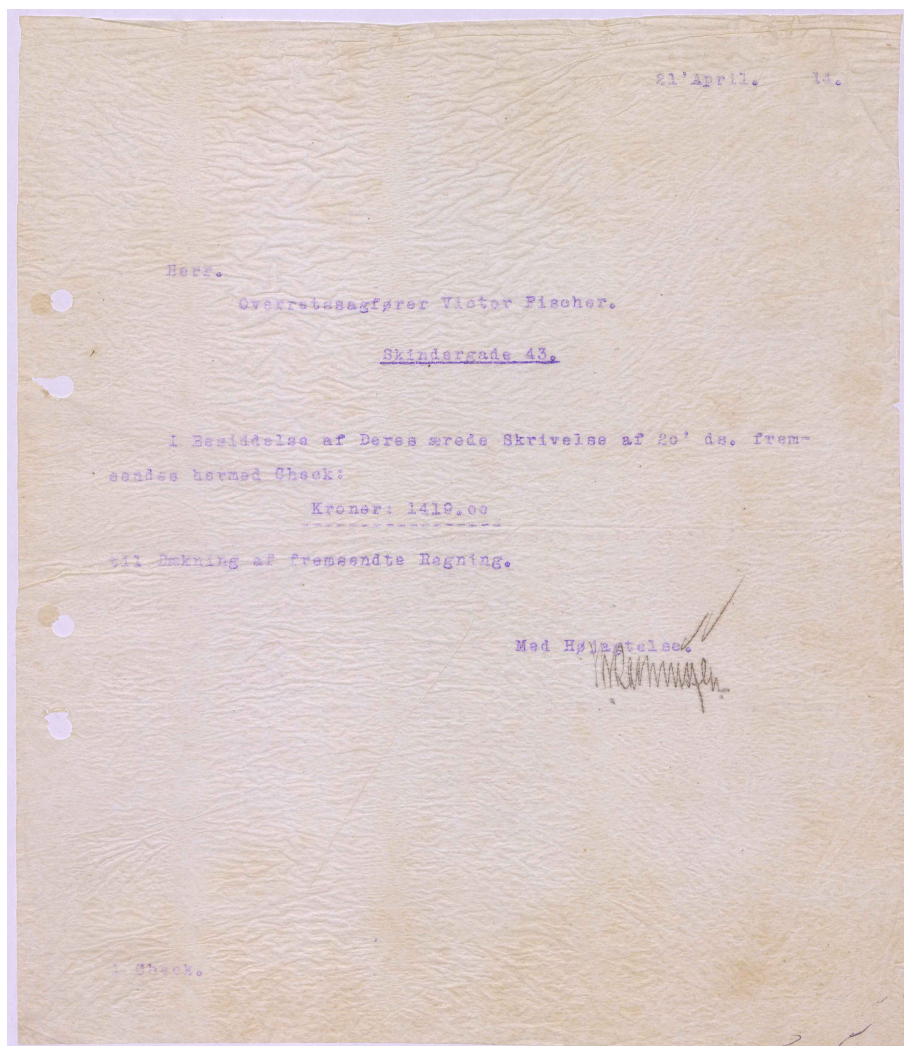 21'April. 14.
Herr.
Overretssagfører Victor Fischer.
Skindergade 43.
I Besiddelse af Deres ærede Skrivelse af 20' ds. frem-
sendes hermed Check:
Kroner: 1419.00
til Dækning af fremsendte Regning.
Med Højagtelse.
1 Check.